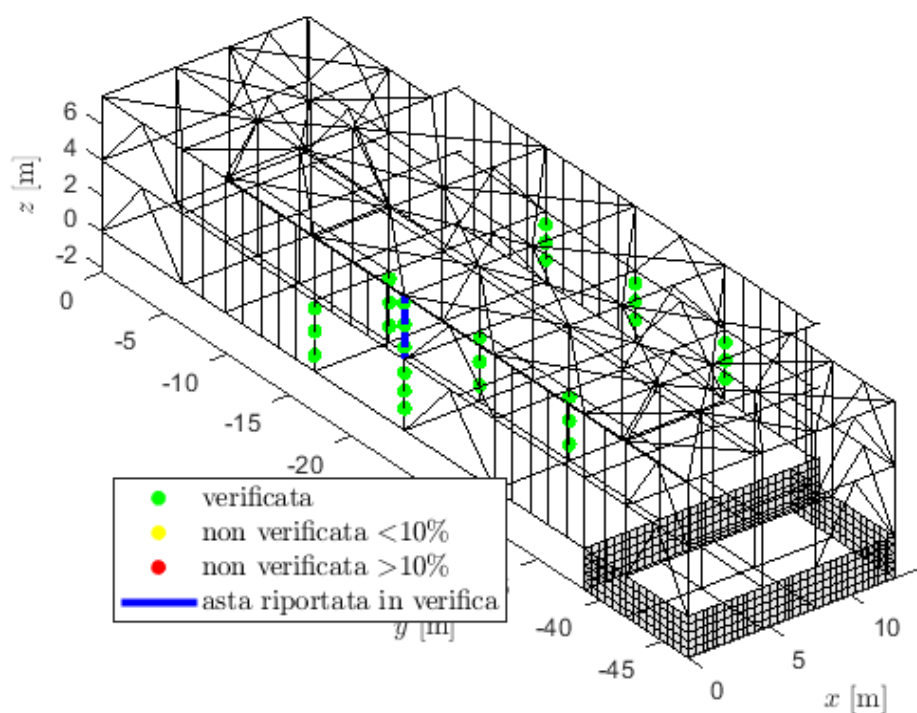 6
4
2
0
-2
z [m]
0
-5
-10
-15
-20
-40
-45
y [m]
0
5
10
x [m]
verificata
non verificata <10%
non verificata >10%
asta riportata in verifica